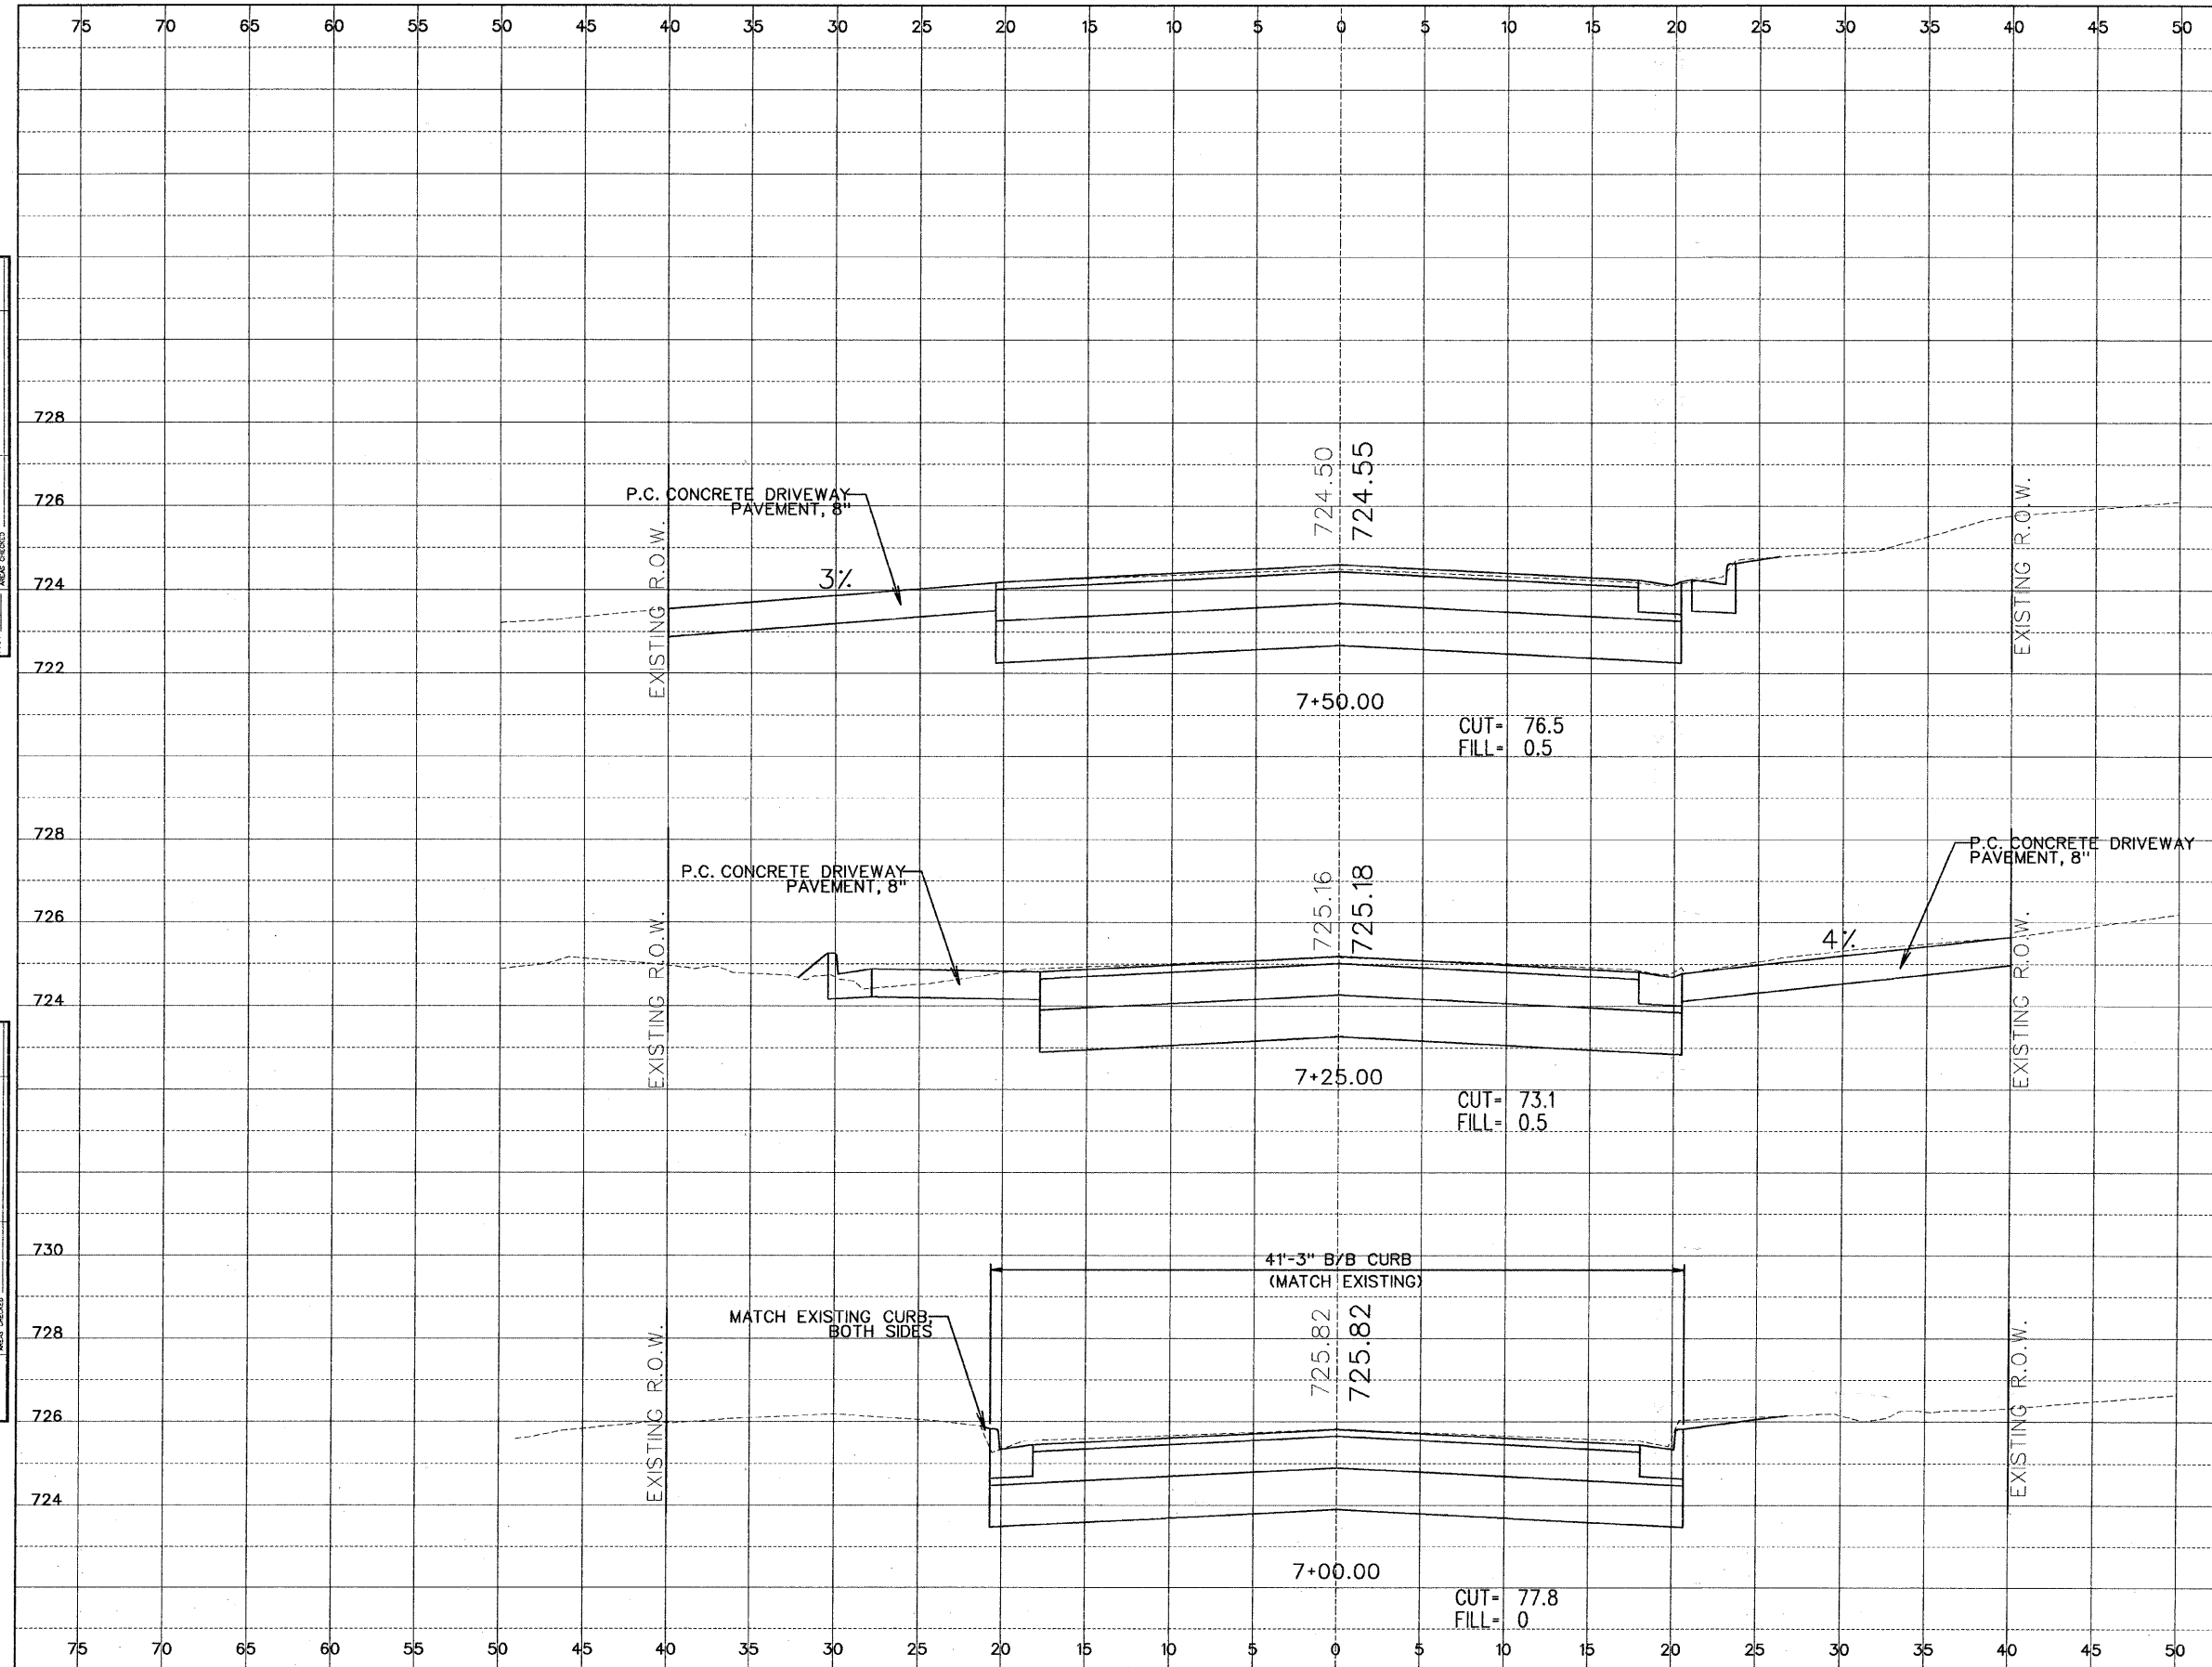 75 70 65 60 55 50 45 40 35 30 25 20 15 10 5 0 5 10 15 20 25 30 35 40 45 50
728
726
724
722
P.C. CONCRETE DRIVEWAY
PAVEMENT, 8"
3%
EXISTING R.O.W.
724.50
724.55
EXISTING R.O.W.
7+50.00
CUT= 76.5
FILL= 0.5
728
726
724
P.C. CONCRETE DRIVEWAY
PAVEMENT, 8"
EXISTING R.O.W.
725.16
725.18
4%
P.C. CONCRETE DRIVEWAY
PAVEMENT, 8"
EXISTING R.O.W.
7+25.00
CUT= 73.1
FILL= 0.5
730
728
726
724
41'-3" B/B CURB
(MATCH EXISTING)
MATCH EXISTING CURB,
BOTH SIDES
EXISTING R.O.W.
725.82
725.82
EXISTING R.O.W.
7+00.00
CUT= 77.8
FILL= 0
75 70 65 60 55 50 45 40 35 30 25 20 15 10 5 0 5 10 15 20 25 30 35 40 45 50
AREAS CHECKED
AREAS CHECKED